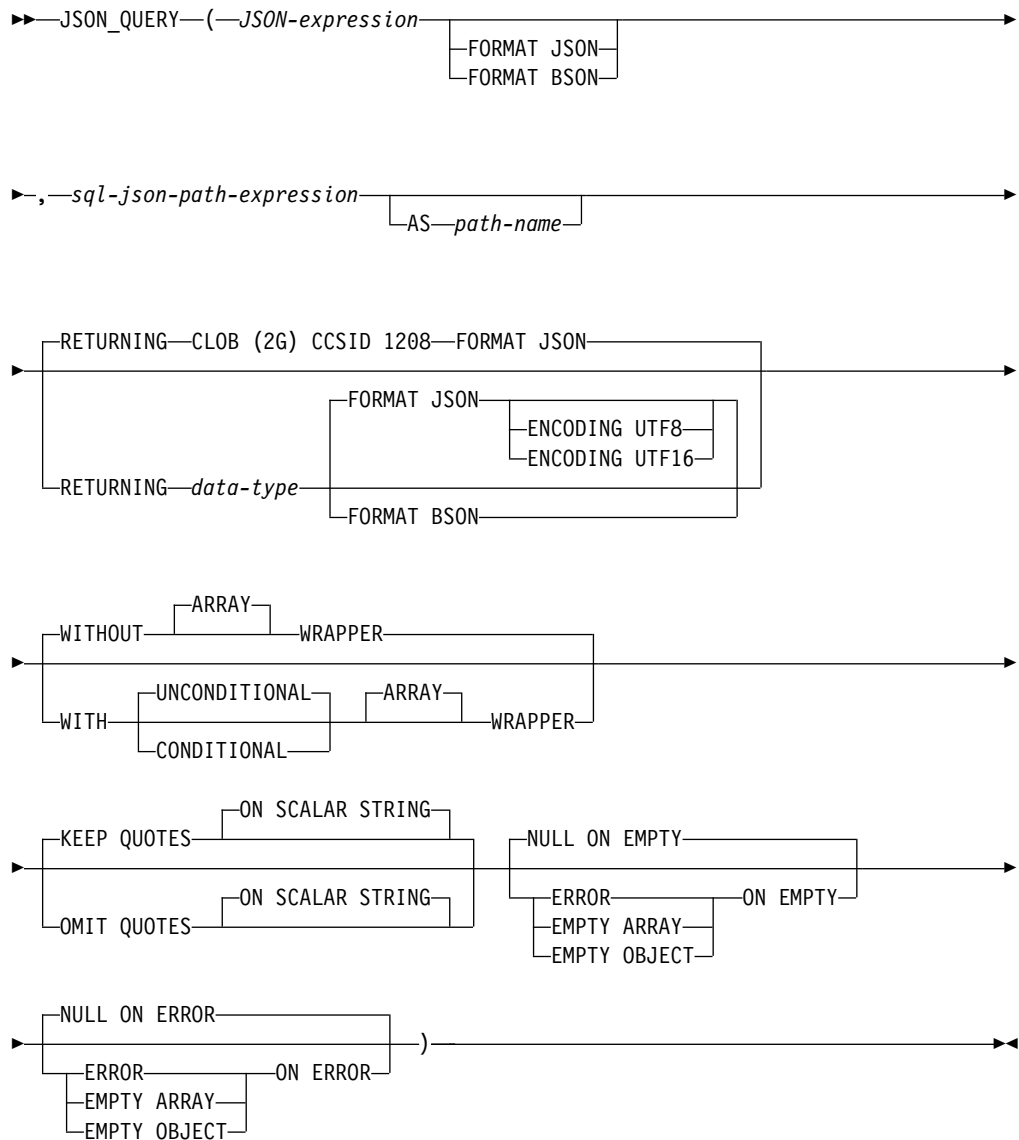 JSON_QUERY ( JSON-expression
FORMAT JSON
FORMAT BSON
, sql-json-path-expression
AS path-name
RETURNING CLOB (2G) CCSID 1208 FORMAT JSON
FORMAT JSON
ENCODING UTF8
ENCODING UTF16
RETURNING data-type
FORMAT BSON
ARRAY
WITHOUT WRAPPER
UNCONDITIONAL ARRAY
WITH WRAPPER
CONDITIONAL
ON SCALAR STRING
KEEP QUOTES NULL ON EMPTY
ON SCALAR STRING ERROR ON EMPTY
OMIT QUOTES EMPTY ARRAY
EMPTY OBJECT
NULL ON ERROR
)
ERROR ON ERROR
EMPTY ARRAY
EMPTY OBJECT